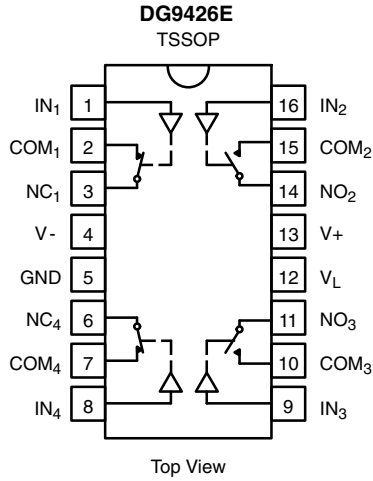 DG9426E
TSSOP
IN1 1 16 IN2
COM1 2 15 COM2
NC1 3 14 NO2
V- 4 13 V+
GND 5 12 VL
NC4 6 11 NO3
COM4 7 10 COM3
IN4 8 9 IN3
Top View